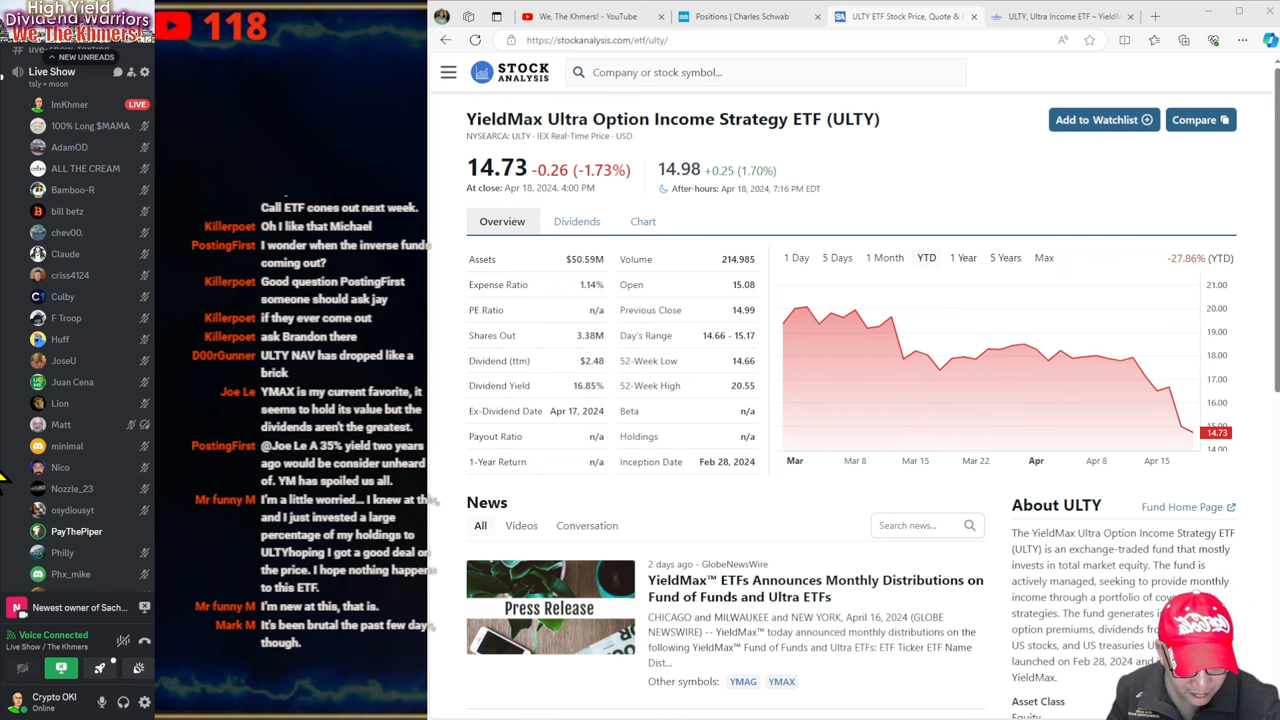 High Yield
Dividend Warriors
We, The Khmers!
NEW UNREADS
Live Show
taly = moon
ImKhmer
LIVE
100% Long $MAMA
AdamOD
ALL THE CREAM
Bamboo-R
bill betz
chev00.
Claude
criss4124
Culby
F Troop
Huff
JoseU
Juan Cena
Lion
Matt
minimal
Nico
Nozzle_23
osydiousyt
PayThePiper
Philly
Phx_mike
Newest owner of Sach...
Voice Connected
Live Show / The Khmers
Crypto OKI
Online
118
Call ETF cones out next week.
Killerpoet Oh I like that Michael
PostingFirst I wonder when the inverse funds
coming out?
Killerpoet Good question PostingFirst
someone should ask jay
Killerpoet if they ever come out
Killerpoet ask Brandon there
D00rGunner ULTY NAV has dropped like a
brick
Joe Le YMAX is my current favorite, it
seems to hold its value but the
dividends aren't the greatest.
PostingFirst @Joe Le A 35% yield two years
ago would be consider unheard
of. YM has spoiled us all.
Mr funny M I'm a little worried... I knew at this,
and I just invested a large
percentage of my holdings to
ULTYhoping I got a good deal on
the price. I hope nothing happens
to this ETF.
Mr funny M I'm new at this, that is.
Mark M It's been brutal the past few days,
though.
We, The Khmers! - YouTube
Positions | Charles Schwab
ULTY ETF Stock Price, Quote &
ULTY, Ultra Income ETF – YieldM
https://stockanalysis.com/etf/ulty/
STOCK
ANALYSIS
Company or stock symbol...
YieldMax Ultra Option Income Strategy ETF (ULTY)
NYSEARCA: ULTY · IEX Real-Time Price · USD
Add to Watchlist
Compare
14.73 -0.26 (-1.73%)
At close: Apr 18, 2024, 4:00 PM
14.98 +0.25 (1.70%)
After-hours: Apr 18, 2024, 7:16 PM EDT
Overview
Dividends
Chart
Assets $50.59M
Expense Ratio 1.14%
PE Ratio n/a
Shares Out 3.38M
Dividend (ttm) $2.48
Dividend Yield 16.85%
Ex-Dividend Date Apr 17, 2024
Payout Ratio n/a
1-Year Return n/a
Volume 214,985
Open 15.08
Previous Close 14.99
Day's Range 14.66 - 15.17
52-Week Low 14.66
52-Week High 20.55
Beta n/a
Holdings n/a
Inception Date Feb 28, 2024
1 Day
5 Days
1 Month
YTD
1 Year
5 Years
Max
-27.86% (YTD)
21.00
20.00
19.00
18.00
17.00
16.00
15.00
14.73
14.00
Mar
Mar 8
Mar 15
Mar 22
Apr
Apr 8
Apr 15
News
All
Videos
Conversation
Search news...
Press Release
2 days ago - GlobeNewsWire
YieldMax™ ETFs Announces Monthly Distributions on
Fund of Funds and Ultra ETFs
CHICAGO and MILWAUKEE and NEW YORK, April 16, 2024 (GLOBE
NEWSWIRE) -- YieldMax™ today announced monthly distributions on the
following YieldMax™ Fund of Funds and Ultra ETFs: ETF Ticker ETF Name
Dist...
Other symbols: YMAG YMAX
About ULTY
Fund Home Page
The YieldMax Ultra Option Income Strategy ETF
(ULTY) is an exchange-traded fund that mostly
invests in total market equity. The fund is
actively managed, seeking to provide monthly
income through a portfolio of
strategies. The fund generates
option premiums, dividends
US stocks, and US treasuries
launched on Feb 28, 2024 and
YieldMax.
Asset Class
Equity